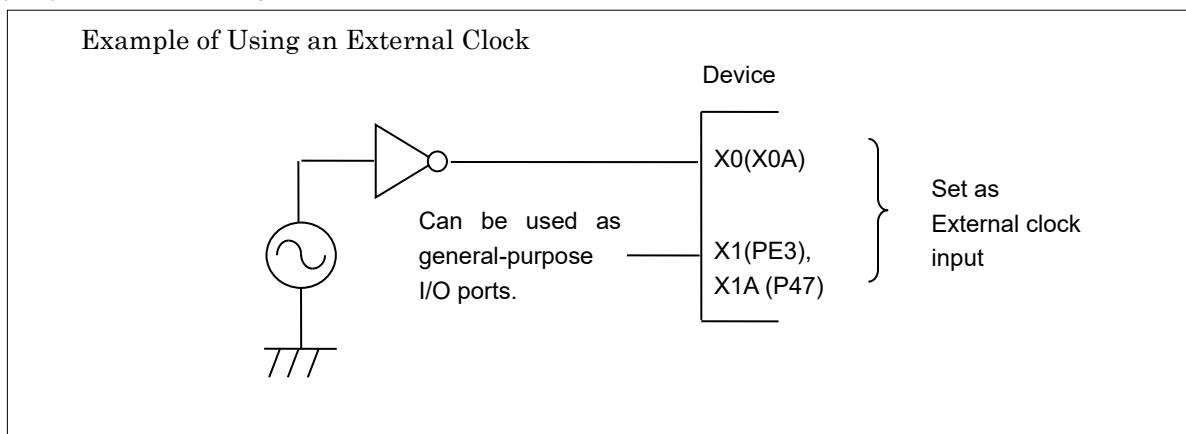 Example of Using an External Clock
Device
X0(X0A)
Can be used as
general-purpose
I/O ports.
X1(PE3),
X1A (P47)
Set as
External clock
input